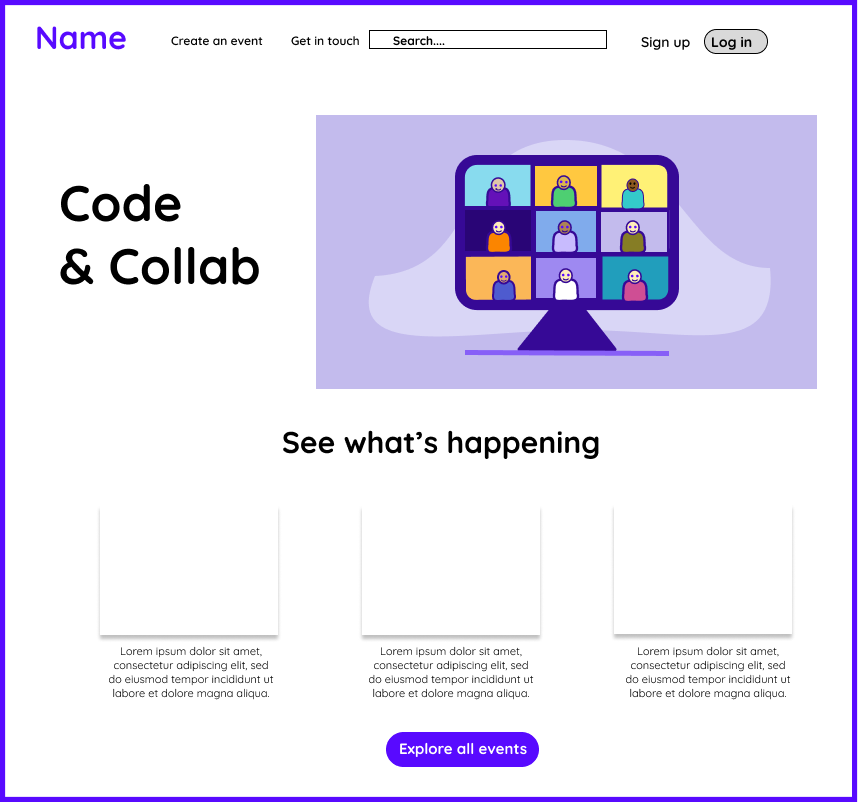 Name
Create an event
Get in touch
Search....
Sign up
Log in
Code
& Collab
See what’s happening
Lorem ipsum dolor sit amet,
consectetur adipiscing elit, sed
do eiusmod tempor incididunt ut
labore et dolore magna aliqua.
Lorem ipsum dolor sit amet,
consectetur adipiscing elit, sed
do eiusmod tempor incididunt ut
labore et dolore magna aliqua.
Lorem ipsum dolor sit amet,
consectetur adipiscing elit, sed
do eiusmod tempor incididunt ut
labore et dolore magna aliqua.
Explore all events